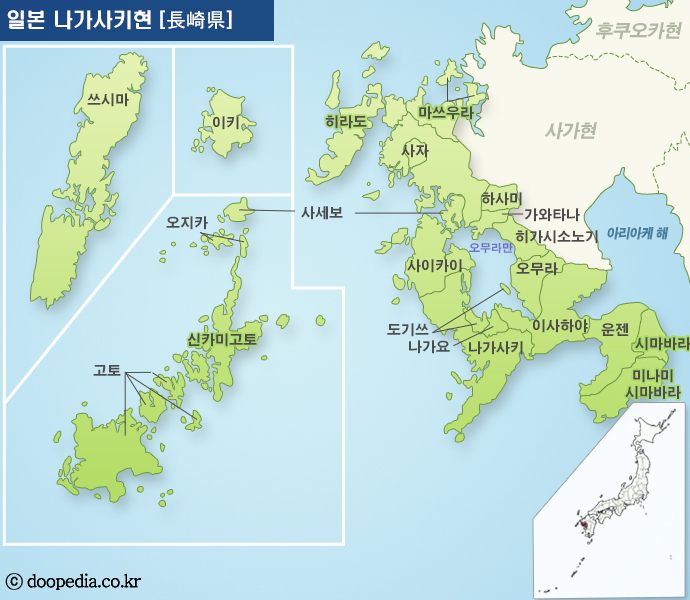 일본 나가사키현 [長崎県]
후쿠오카현
쓰시마
이키
히라도
마쓰우라
사가현
사자
하사미
가와타나
사세보
오지카
히가시소노기
아리아케 해
오무라만
사이카이
오무라
도기쓰
나가요
이사하야
운젠
나가사키
시마바라
신카미고토
고토
미나미
시마바라
ⓒ doopedia.co.kr